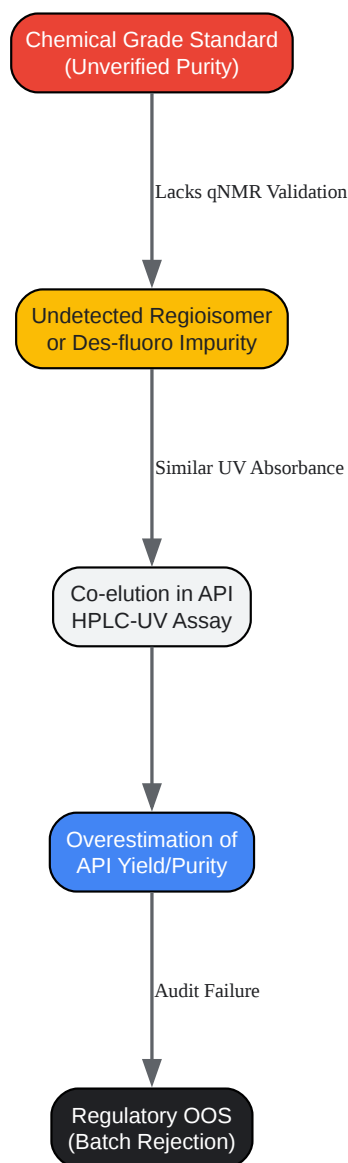 Chemical Grade Standard
(Unverified Purity)
Lacks qNMR Validation
Undetected Regioisomer
or Des-fluoro Impurity
Similar UV Absorbance
Co-elution in API
HPLC-UV Assay
Overestimation of
API Yield/Purity
Audit Failure
Regulatory OOS
(Batch Rejection)